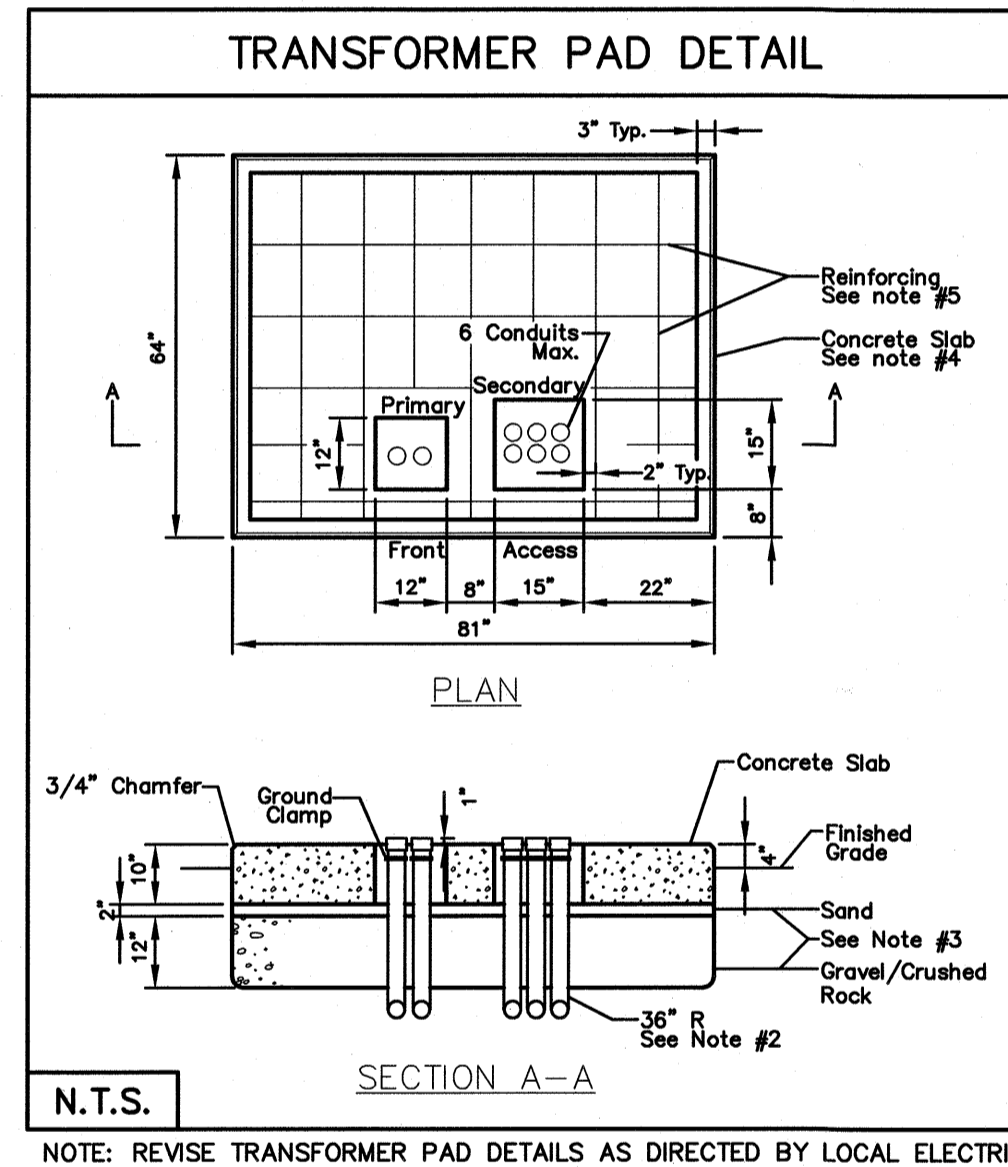 TRANSFORMER PAD DETAIL
3" Typ.
64"
Reinforcing
See note #5
6 Conduits
Max.
Concrete Slab
See note #4
A
A
Secondary
Primary
12"
15"
2" Typ.
8"
Front
Access
12"
8"
15"
22"
81"
PLAN
3/4" Chamfer
Ground
Clamp
1"
Concrete Slab
Finished
Grade
4"
10"
2"
12"
Sand
See Note #3
Gravel/Crushed
Rock
36" R
See Note #2
SECTION A-A
N.T.S.
NOTE: REVISE TRANSFORMER PAD DETAILS AS DIRECTED BY LOCAL ELECTRI